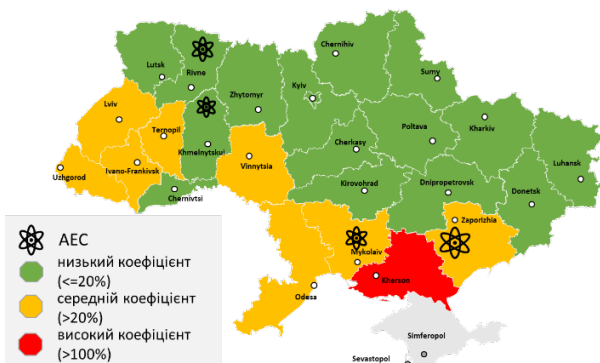 Chernihiv
Lutsk
Rivne
Sumy
Zhytomyr
Kyiv
Lviv
Ternopil
Poltava
Kharkiv
Khmelnytskui
Cherkasy
Vinnytsia
Luhansk
Uzhgorod
Ivano-Frankivsk
Kirovohrad
Dnipropetrovsk
Donetsk
Chernivtsi
Zaporizhia
Mykolaiv
Kherson
Odesa
Simferopol
Sevastopol
АЕС
низький коефіцієнт
(<=20%)
середній коефіцієнт
(>20%)
високий коефіцієнт
(>100%)